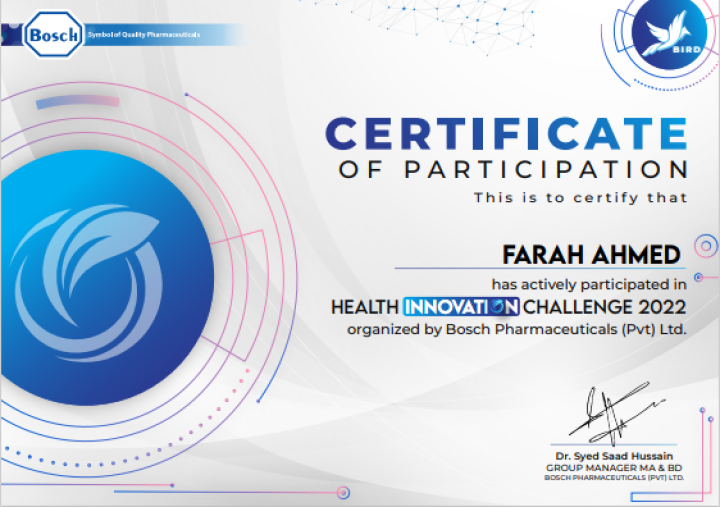 Bosch
Symbol of Quality Pharmaceuticals
BIRD
CERTIFICATE
OF PARTICIPATION
This is to certify that
FARAH AHMED
has actively participated in
HEALTH INNOVATION CHALLENGE 2022
organized by Bosch Pharmaceuticals (Pvt) Ltd.
Dr. Syed Saad Hussain
GROUP MANAGER MA & BD
BOSCH PHARMACEUTICALS (PVT) LTD.